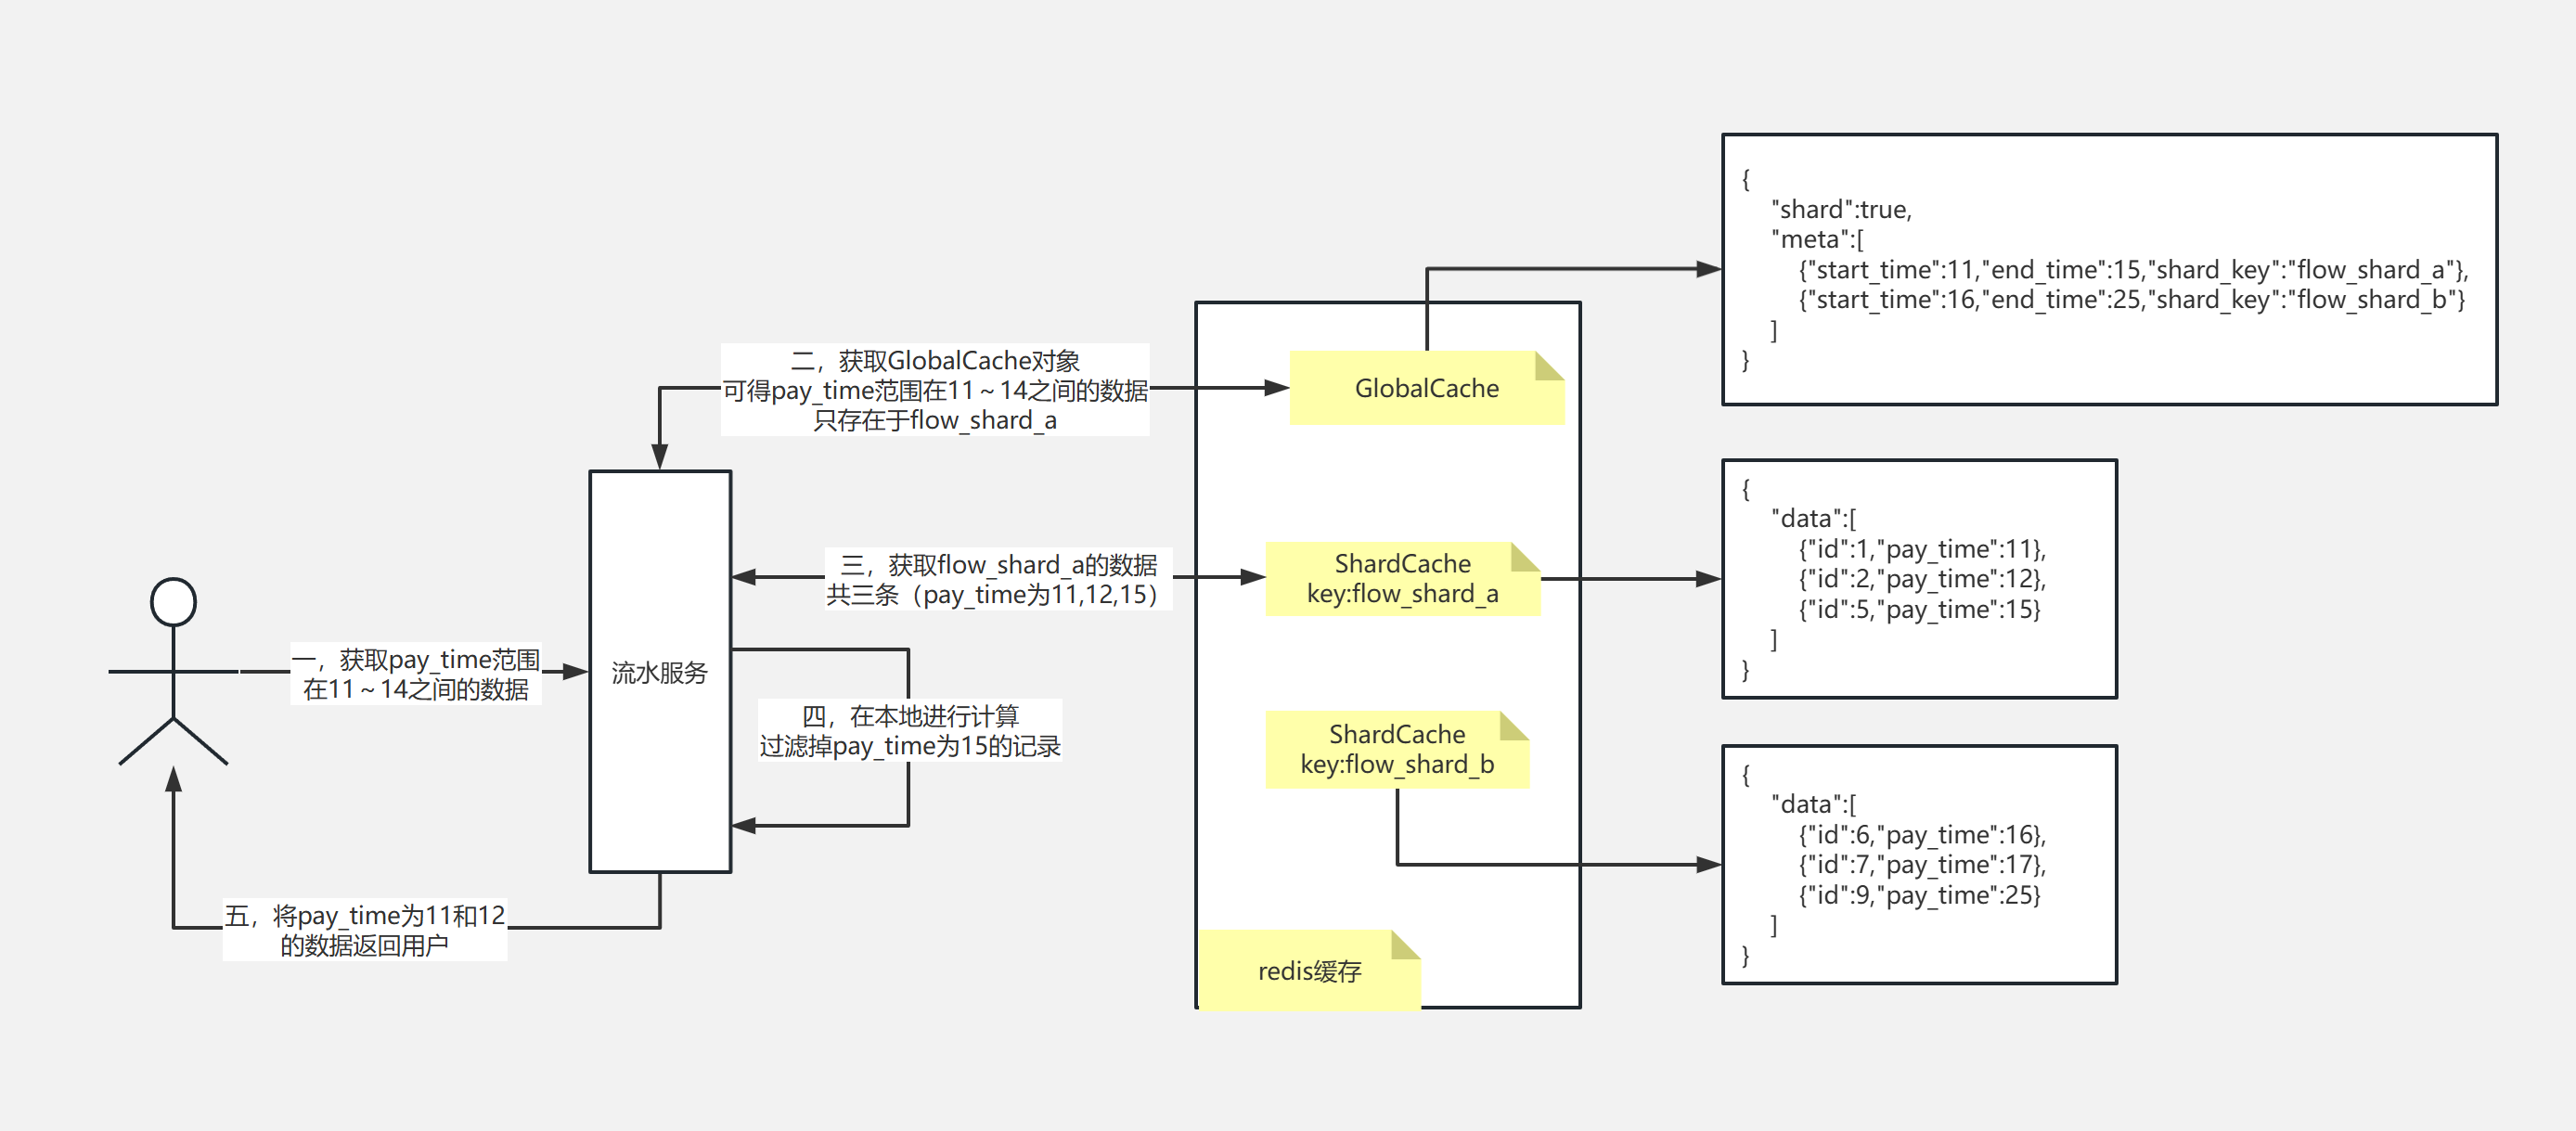 一，获取pay_time范围
在11～14之间的数据
流水服务
二，获取GlobalCache对象
可得pay_time范围在11～14之间的数据
只存在于flow_shard_a
三，获取flow_shard_a的数据
共三条（pay_time为11,12,15）
四，在本地进行计算
过滤掉pay_time为15的记录
五，将pay_time为11和12
的数据返回用户
GlobalCache
ShardCache
key:flow_shard_a
ShardCache
key:flow_shard_b
redis缓存
{
"shard":true,
"meta":[
{"start_time":11,"end_time":15,"shard_key":"flow_shard_a"},
{"start_time":16,"end_time":25,"shard_key":"flow_shard_b"}
]
}
{
"data":[
{"id":1,"pay_time":11},
{"id":2,"pay_time":12},
{"id":5,"pay_time":15}
]
}
{
"data":[
{"id":6,"pay_time":16},
{"id":7,"pay_time":17},
{"id":9,"pay_time":25}
]
}